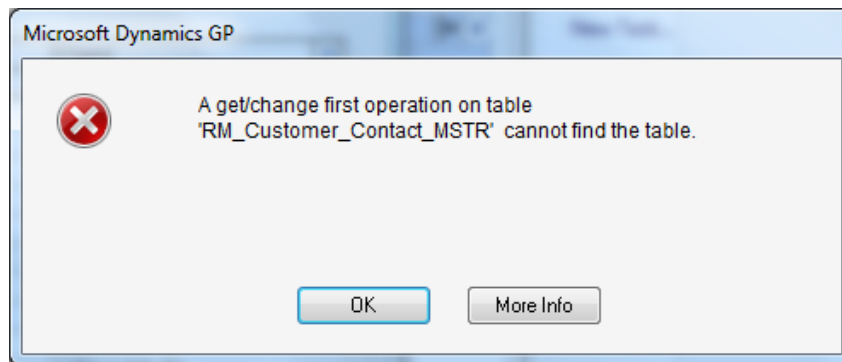 Microsoft Dynamics GP
A get/change first operation on table
'RM_Customer_Contact_MSTR'  cannot find the table.
OK
More Info